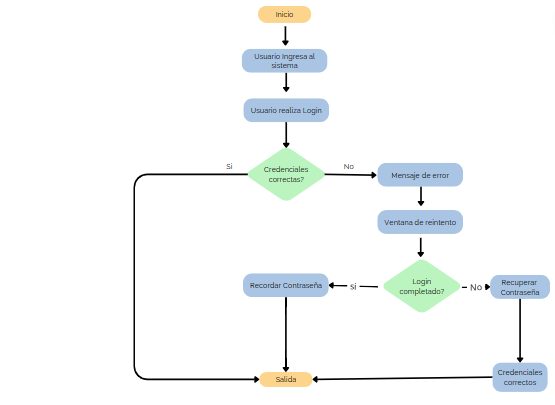 Inicio
Usuario Ingresa al
sistema
Usuario realiza Login
Si
Credenciales
correctas?
No
Mensaje de error
Ventana de reintento
Recordar Contraseña
si
Login
completado?
No
Recuperar
Contraseña
Salida
Credenciales
correctos